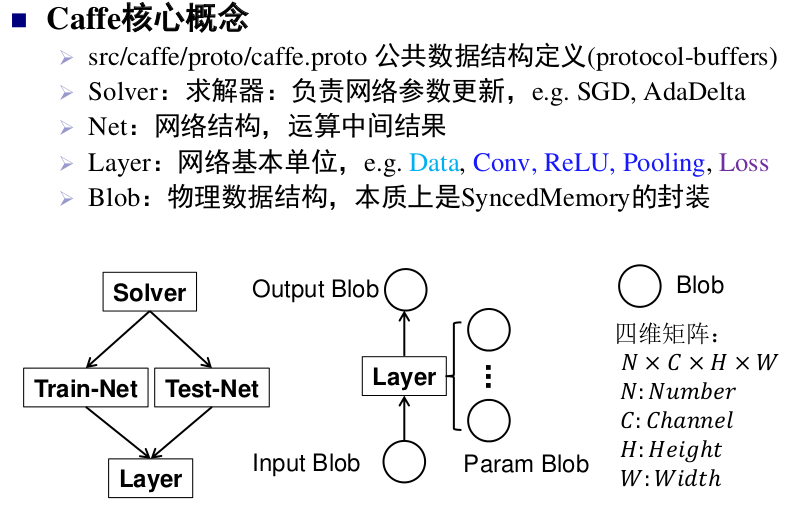 Caffe核心概念
src/caffe/proto/caffe.proto 公共数据结构定义(protocol-buffers)
Solver：求解器：负责网络参数更新，e.g. SGD, AdaDelta
Net：网络结构，运算中间结果
Layer：网络基本单位，e.g. Data, Conv, ReLU, Pooling, Loss
Blob：物理数据结构，本质上是SyncedMemory的封装
Solver
Train-Net
Test-Net
Layer
Output Blob
Layer
Input Blob
Param Blob
Blob
四维矩阵：
N × C × H × W
N: Number
C: Channel
H: Height
W: Width